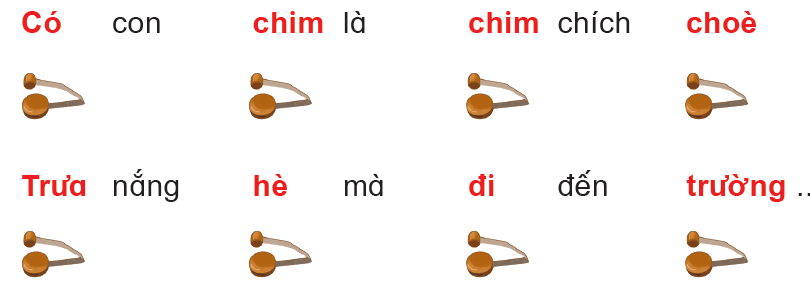 Có con chim là chim chích choè
Trưa nắng hè mà đi đến trường ..